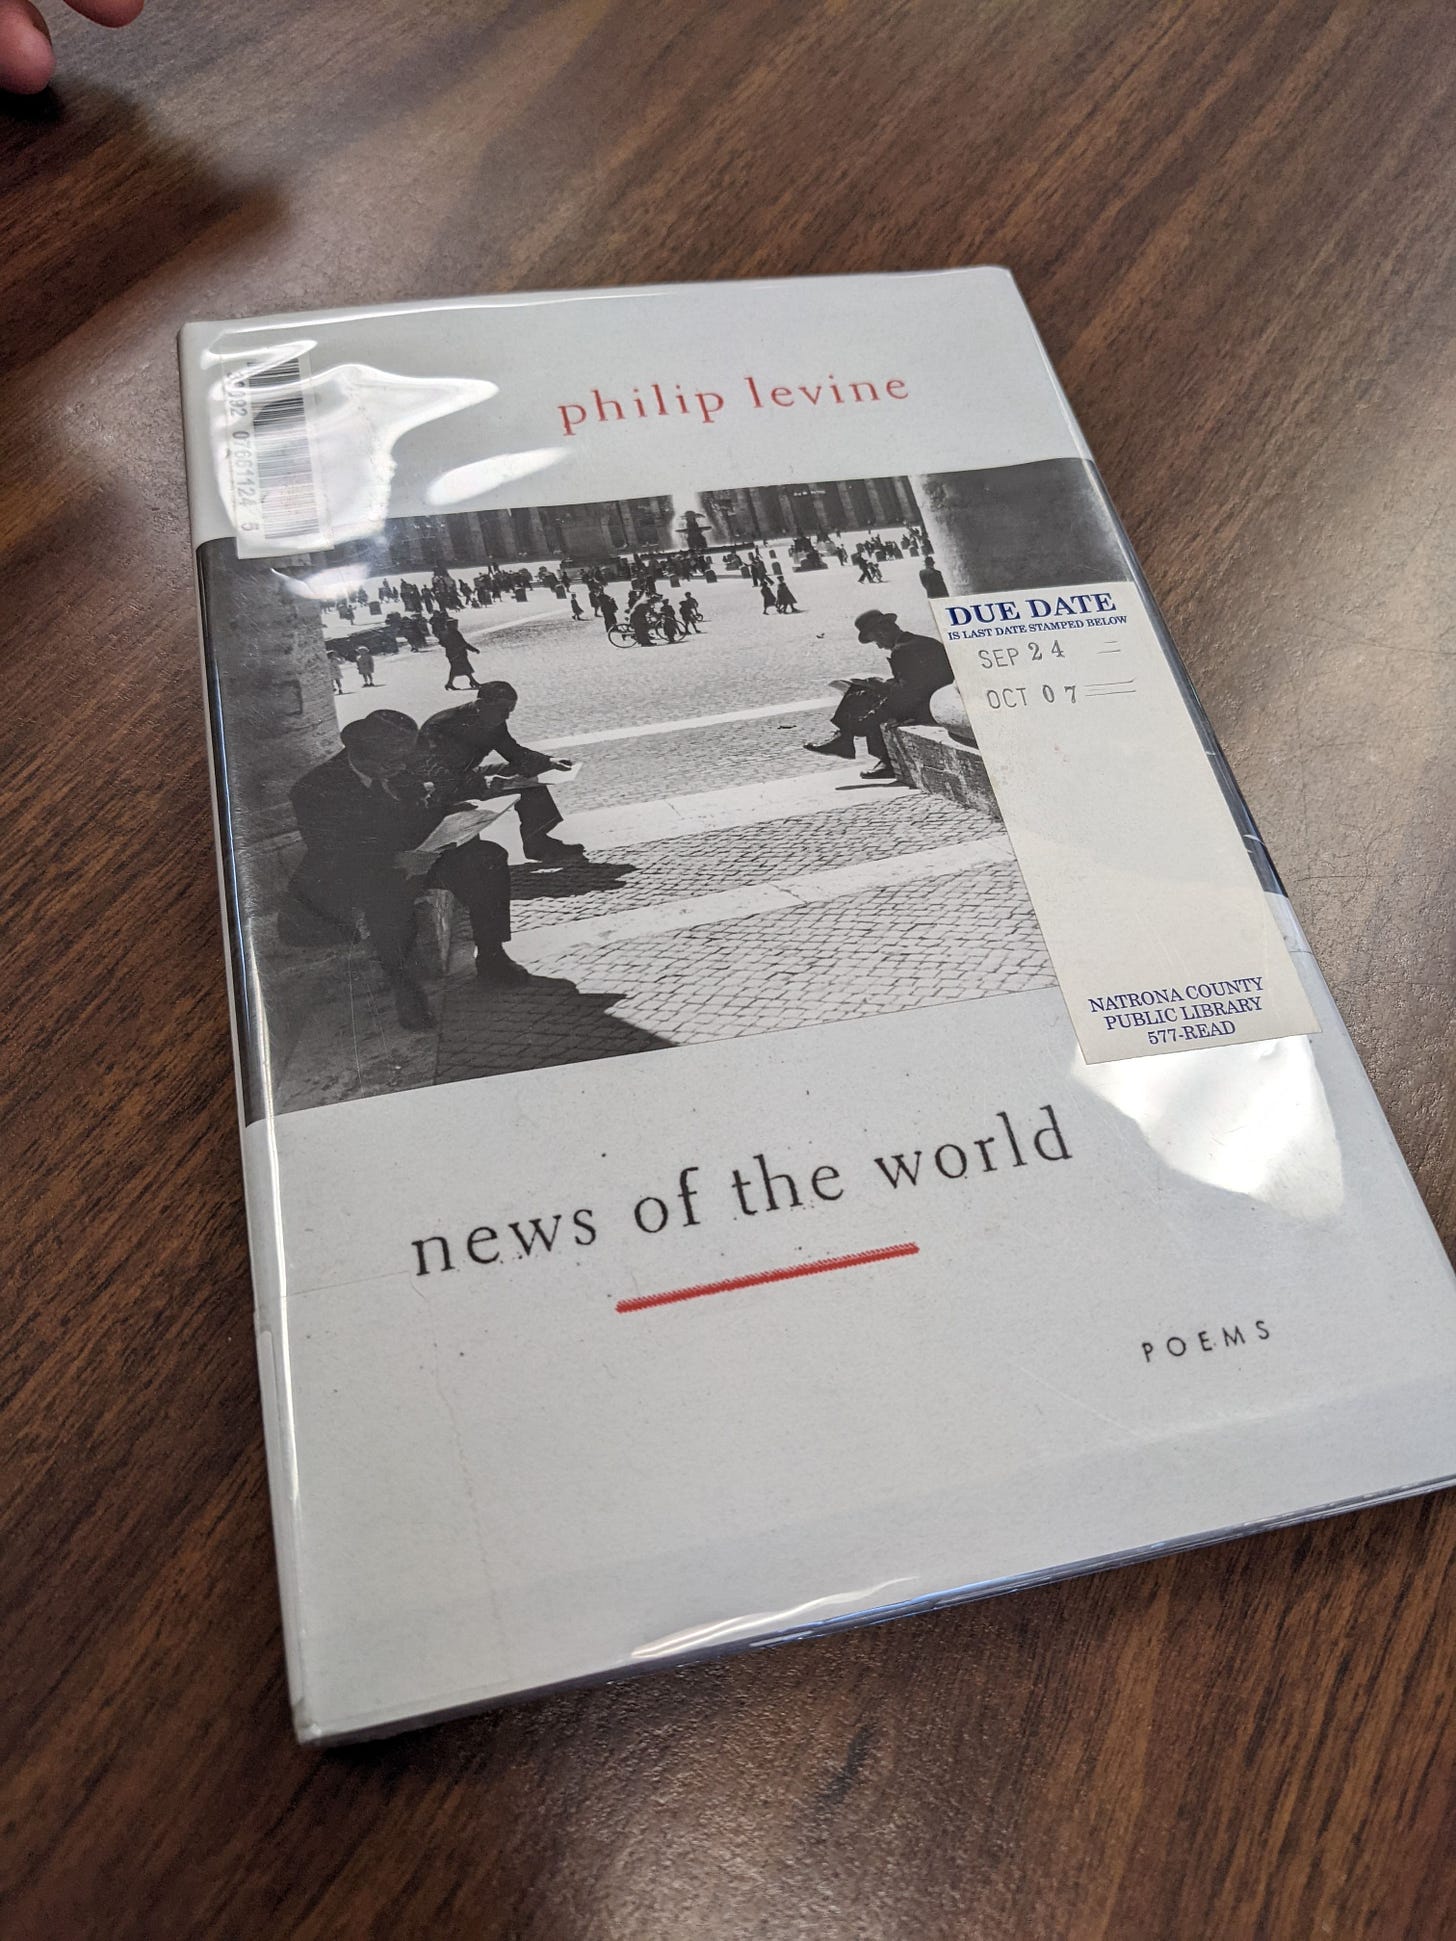 philip levine
DUE DATE
IS LAST DATE STAMPED BELOW
SEP 24
OCT 07
NATRONA COUNTY
PUBLIC LIBRARY
577-READ
news of the world
POEMS